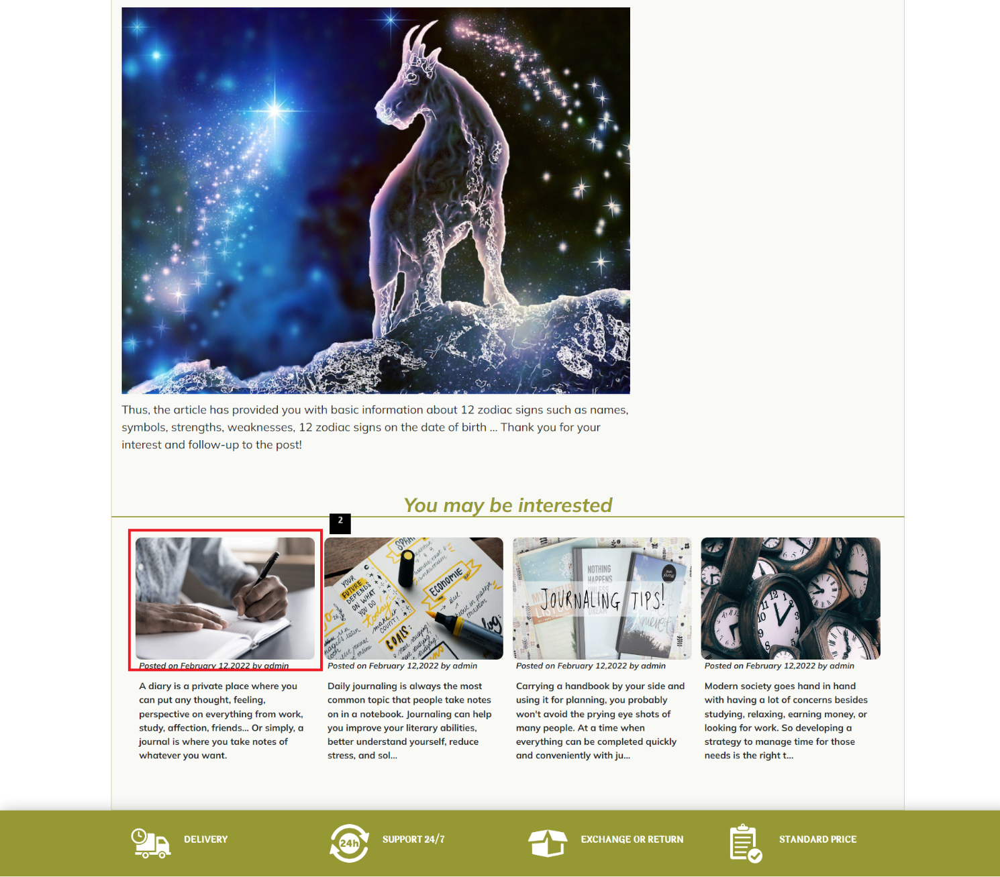 Thus, the article has provided you with basic information about 12 zodiac signs such as names,
symbols, strengths, weaknesses, 12 zodiac signs on the date of birth ... Thank you for your
interest and follow-up to the post!
You may be interested
2
YOUR
FUTURE
DEPENDS
ON WHAT
YOU DO
today
make it
COUNT!
ECONOMIE
GOALS:
log:
NOTHING
HAPPENS
UNLESS
DREAM
JOURNALING TIPS!
Posted on February 12,2022 by admin
A diary is a private place where you
can put any thought, feeling,
perspective on everything from work,
study, affection, friends... Or simply, a
journal is where you take notes of
whatever you want.
Posted on February 12,2022 by admin
Daily journaling is always the most
common topic that people take notes
on in a notebook. Journaling can help
you improve your literary abilities,
better understand yourself, reduce
stress, and sol...
Posted on February 12,2022 by admin
Carrying a handbook by your side and
using it for planning, you probably
won't avoid the prying eye shots of
many people. At a time when
everything can be completed quickly
and conveniently with ju...
Posted on February 12,2022 by admin
Modern society goes hand in hand
with having a lot of concerns besides
studying, relaxing, earning money, or
looking for work. So developing a
strategy to manage time for those
needs is the right t...
DELIVERY
24h
SUPPORT 24/7
EXCHANGE OR RETURN
STANDARD PRICE